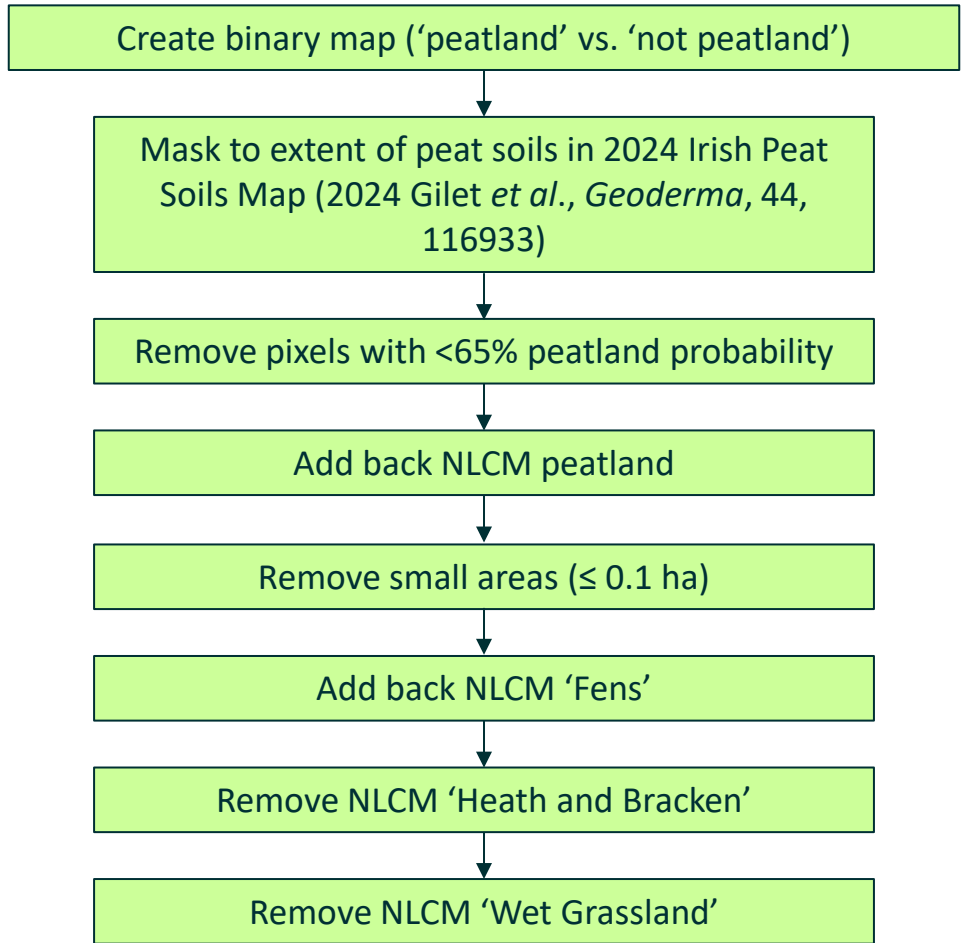 Create binary map (‘peatland’ vs. ‘not peatland’)
Mask to extent of peat soils in 2024 Irish Peat
Soils Map (2024 Gilet et al., Geoderma, 44,
116933)
Remove pixels with <65% peatland probability
Add back NLCM peatland
Remove small areas (≤ 0.1 ha)
Add back NLCM ‘Fens’
Remove NLCM ‘Heath and Bracken’
Remove NLCM ‘Wet Grassland’